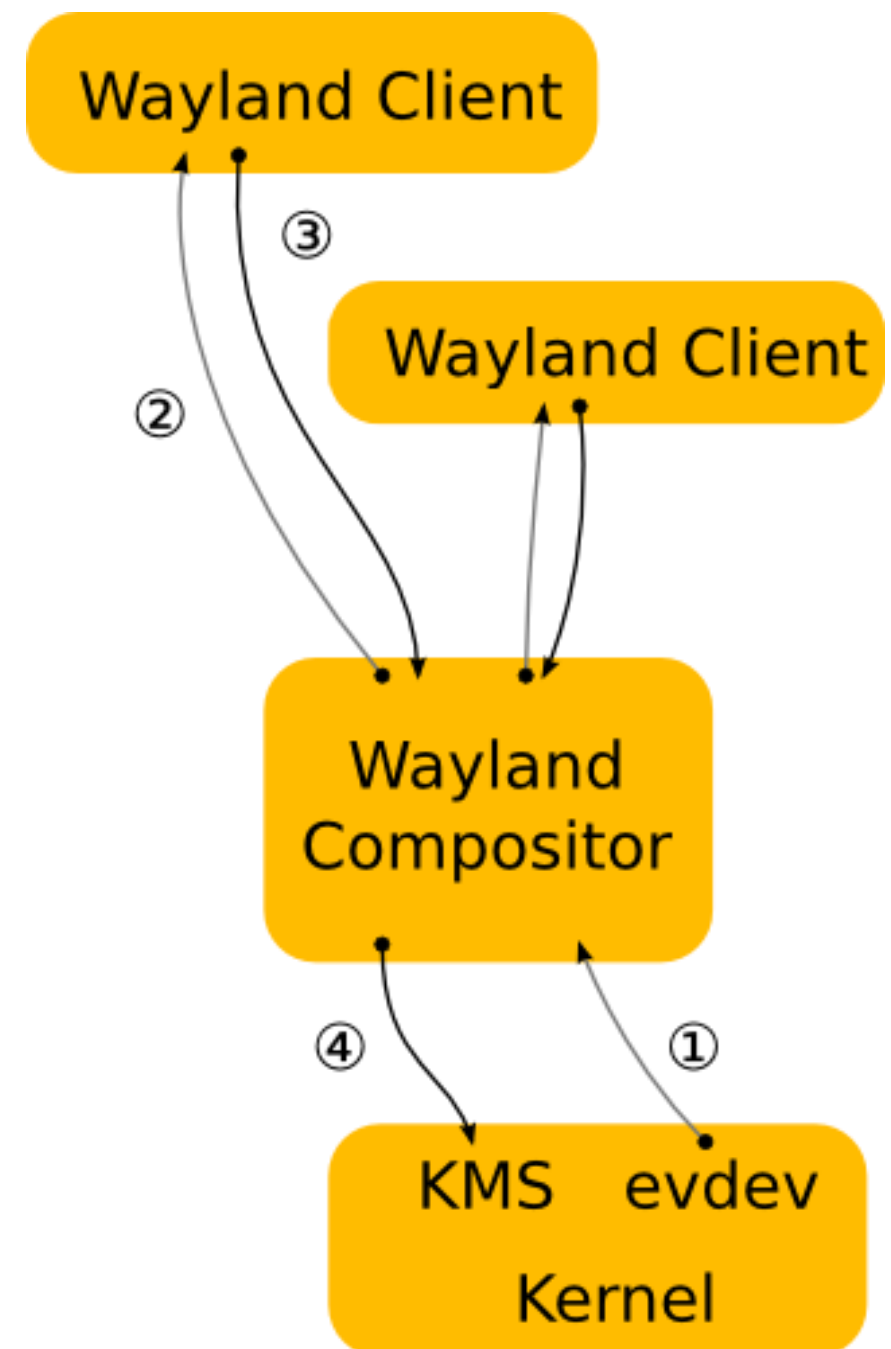 Wayland Client
③
Wayland Client
②
Wayland
Compositor
④
①
KMS evdev
Kernel